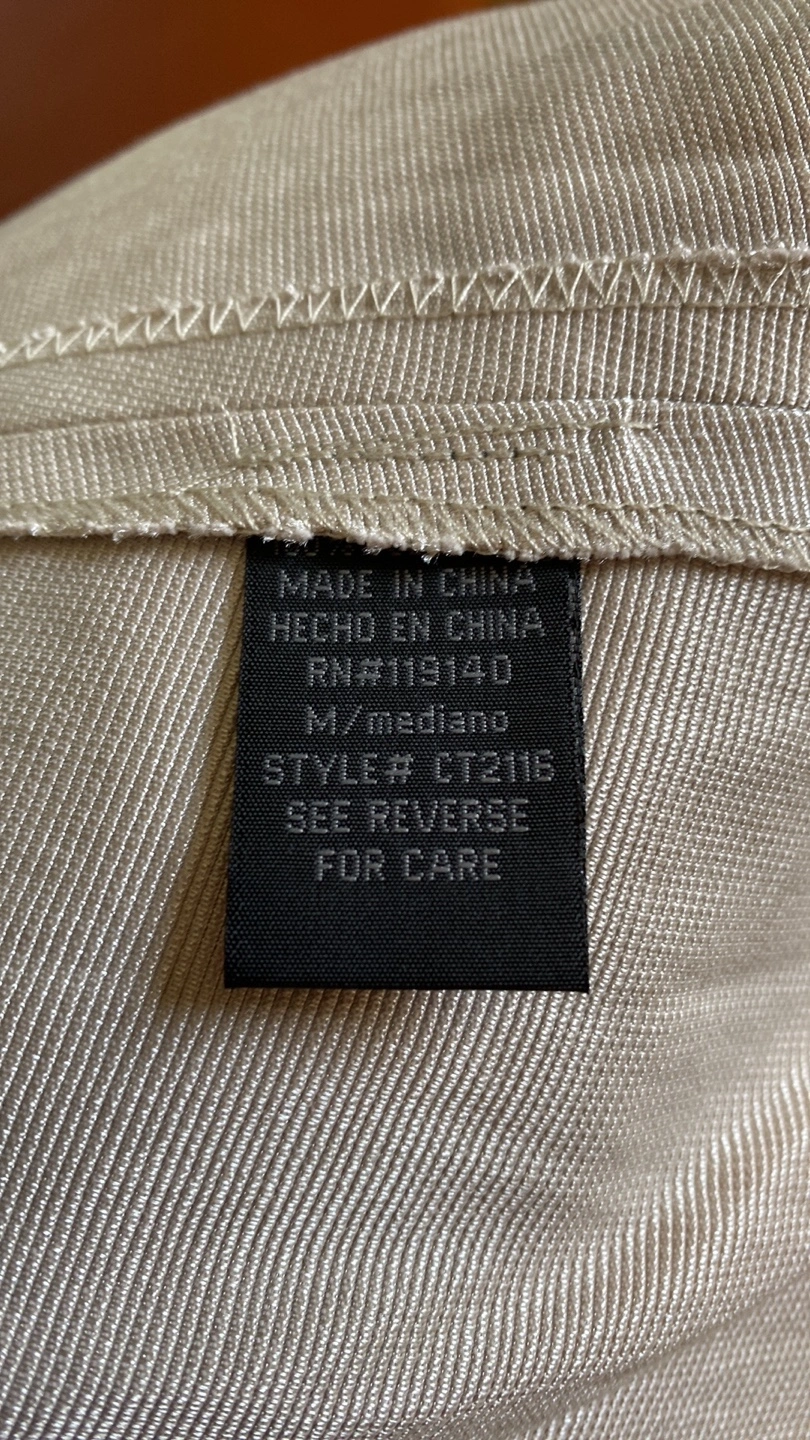 MADE IN CHINA
HECHO EN CHINA
RN#119140
M/mediano
STYLE# CT2116
SEE REVERSE
FOR CARE